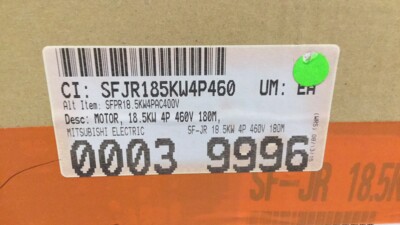 CI: SFJR185KW4P460 UM: EA
Alt Item: SFPR18.5KW4PAC400V
Desc: MOTOR, 18.5KW 4P 460V 180M,
MITSUBISHI ELECTRIC SF-JR 18 5KW 4P 460V 180M
0003 9996
SF-JR 18.5K